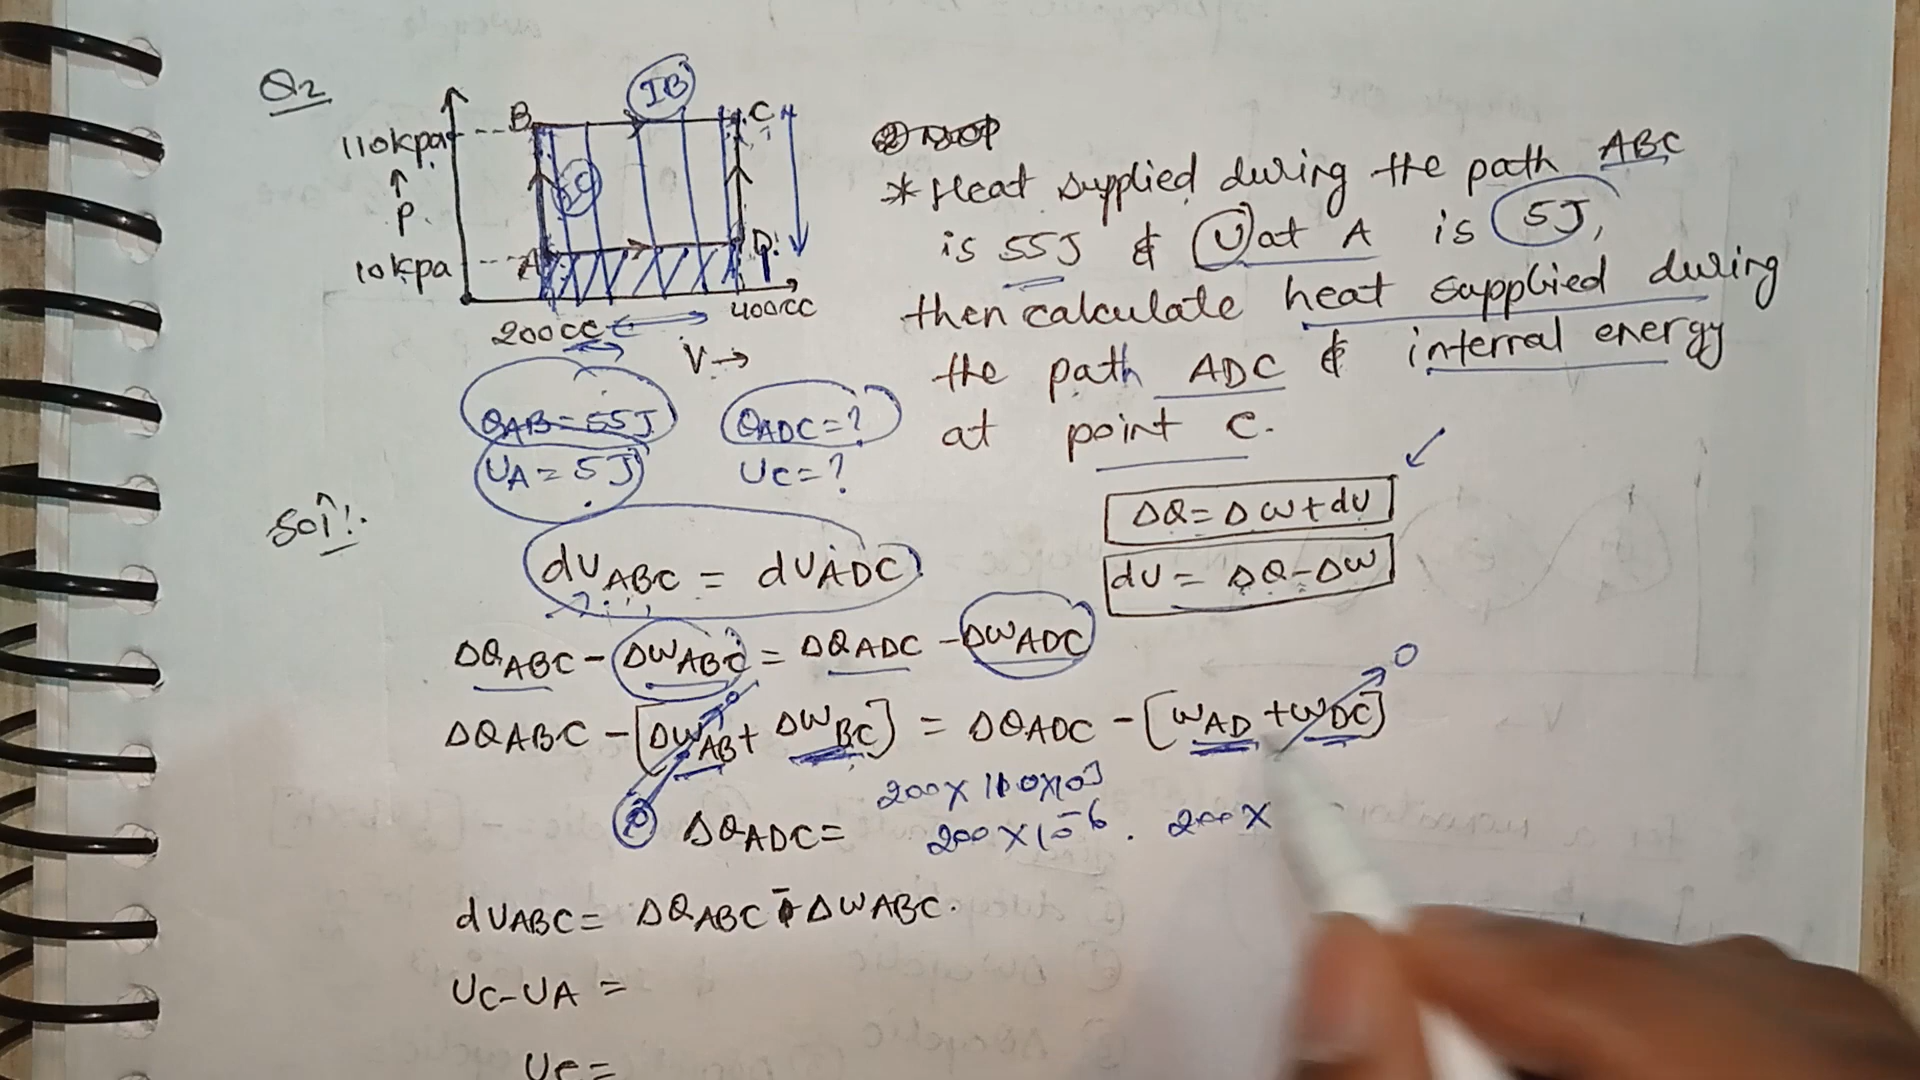 Q2
IB
B
C
110kpa
P
A
D
10kpa
200cc
400cc
V →
* Heat supplied during the path ABC
is 55J & U at A is 5J,
then calculate heat supplied during
the path ADC & internal energy
at point C.
QAB = 55J
QADC = ?
UA = 5J
UC = ?
Sol:
ΔQ = ΔW + dU
dU = ΔQ - ΔW
dUABC = dUADC
ΔQABC - ΔWABC = ΔQADC - ΔWADC
ΔQABC - [ΔWAB + ΔWBC] = ΔQADC - [WAD + WDC] 0
200 × 110 × 10³
ΔQADC = 200 × 10⁻⁶ . 200 ×
dUABC = ΔQABC - ΔWABC.
UC - UA =
UC =